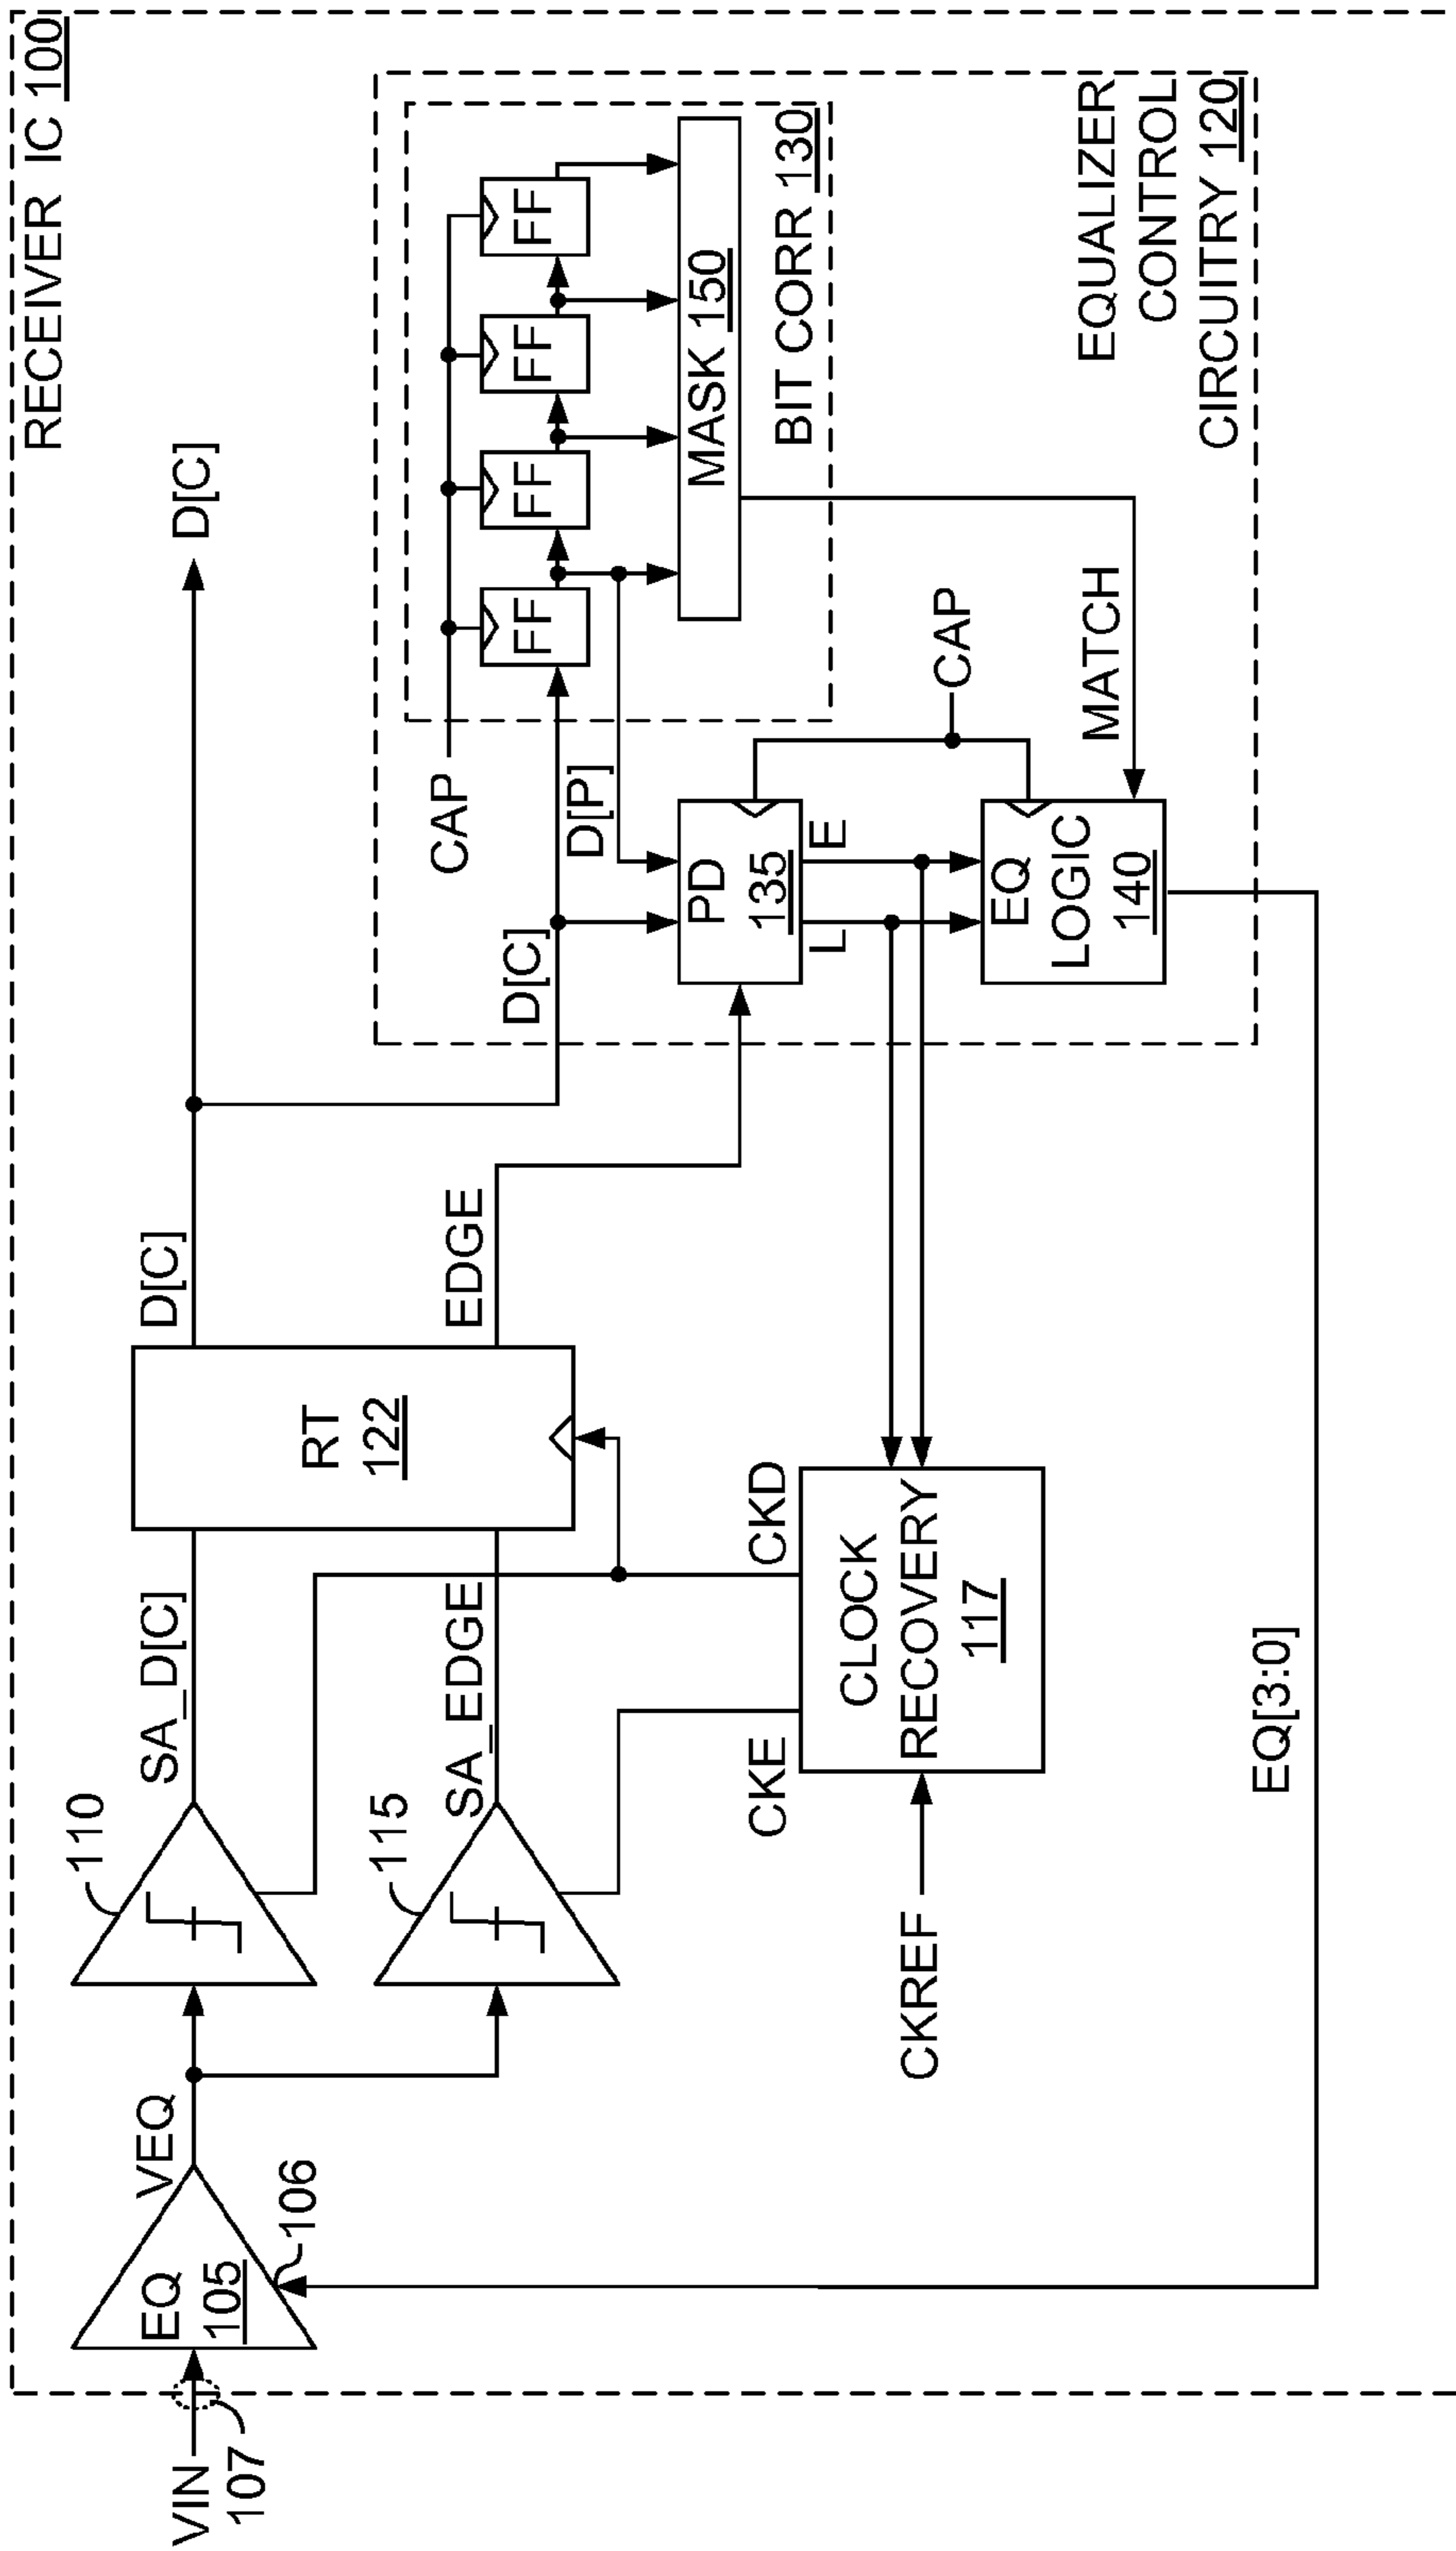 RECEIVER IC 100
VIN
107
EQ
105
106
VEQ
110
115
SA_D[C]
SA_EDGE
RT
122
D[C]
EDGE
D[C]
CKE
CKD
CKREF
CLOCK
RECOVERY
117
EQ[3:0]
D[C]
D[P]
CAP
FF
FF
FF
FF
MASK 150
BIT CORR 130
PD
135
L
E
CAP
EQ
LOGIC
140
MATCH
EQUALIZER
CONTROL
CIRCUITRY 120